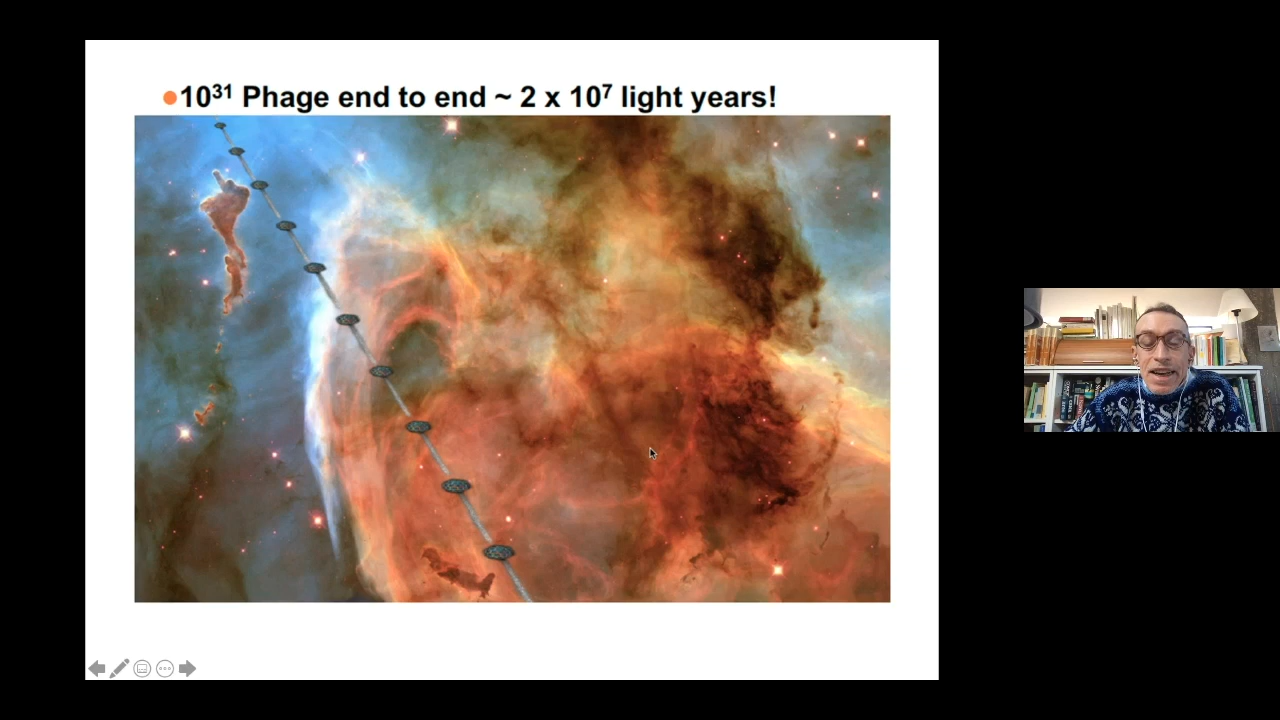 10³¹ Phage end to end ~ 2 x 10⁷ light years!